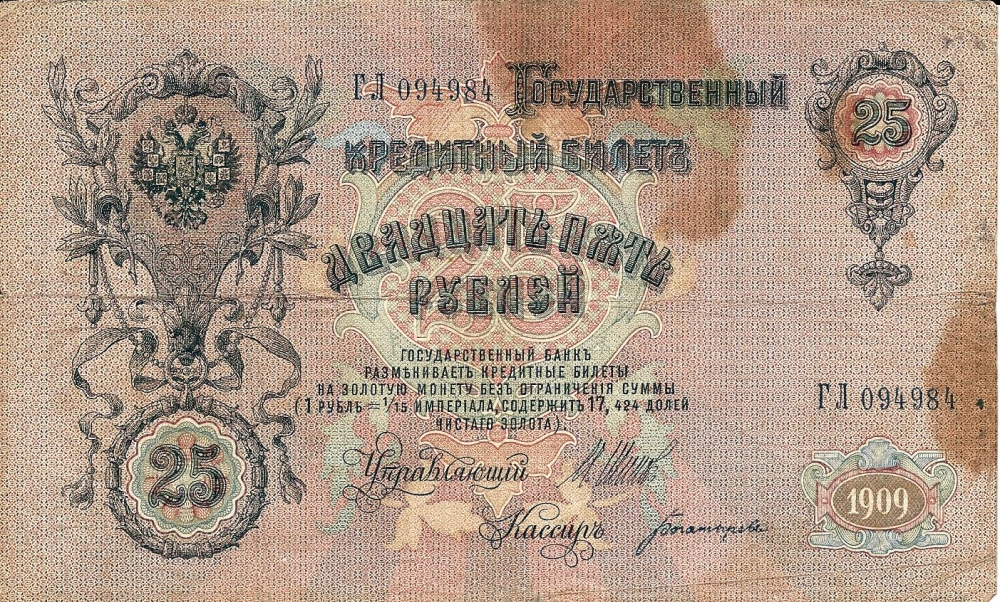 ГЛ 094984 Государственный
25
Кредитный Билетъ
Двадцать пять
рублей
ГОСУДАРСТВЕННЫЙ БАНКЪ
РАЗМѢНИВАЕТЪ КРЕДИТНЫЕ БИЛЕТЫ
НА ЗОЛОТУЮ МОНЕТУ БЕЗЪ ОГРАНИЧЕНІЯ СУММЫ
(1 РУБЛЬ = 1/15 ИМПЕРІАЛА, СОДЕРЖИТЪ 17,424 ДОЛЕЙ
ЧИСТАГО ЗОЛОТА).
ГЛ 094984
Управляющий
25
1909
Кассиръ